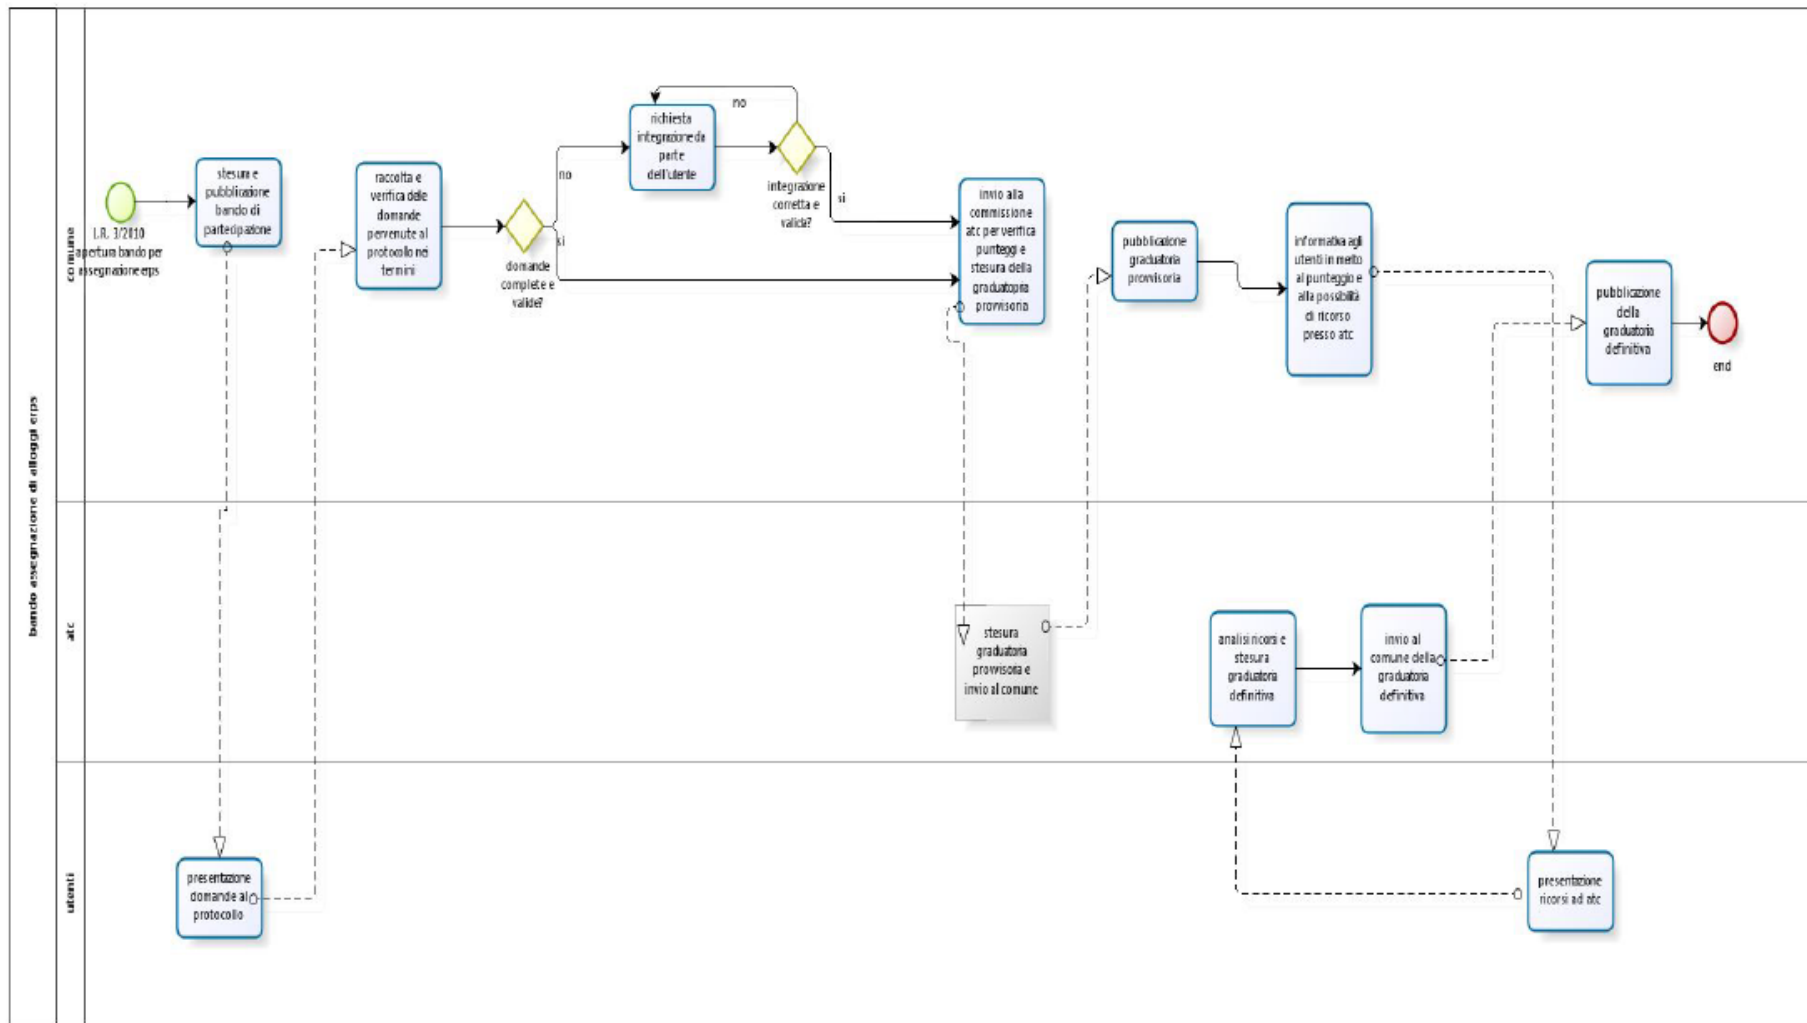 bando assegnazione di alloggi erps
comune
atc
utenti
L.R. 3/2010
apertura bando per
assegnazione erps
stesura e
pubblicazione
bando di
partecipazione
raccolta e
verifica delle
domande
pervenute al
protocollo nei
termini
domande
complete e
valide?
no
si
richiesta
integrazione da
parte
dell'utente
no
integrazione
corretta e
valida?
si
invio alla
commissione
atc per verifica
punteggi e
stesura della
graduatopria
provvisoria
pubblicazione
graduatoria
provvisoria
informativa agli
utenti in merito
al punteggio e
alla possibilità
di ricorso
presso atc
pubblicazione
della
graduatoria
definitiva
end
stesura
graduatoria
provvisoria e
invio al comune
analisi ricorsi e
stesura
graduatoria
definitiva
invio al
comune della
graduatoria
definitiva
presentazione
domande al
protocollo
presentazione
ricorsi ad atc